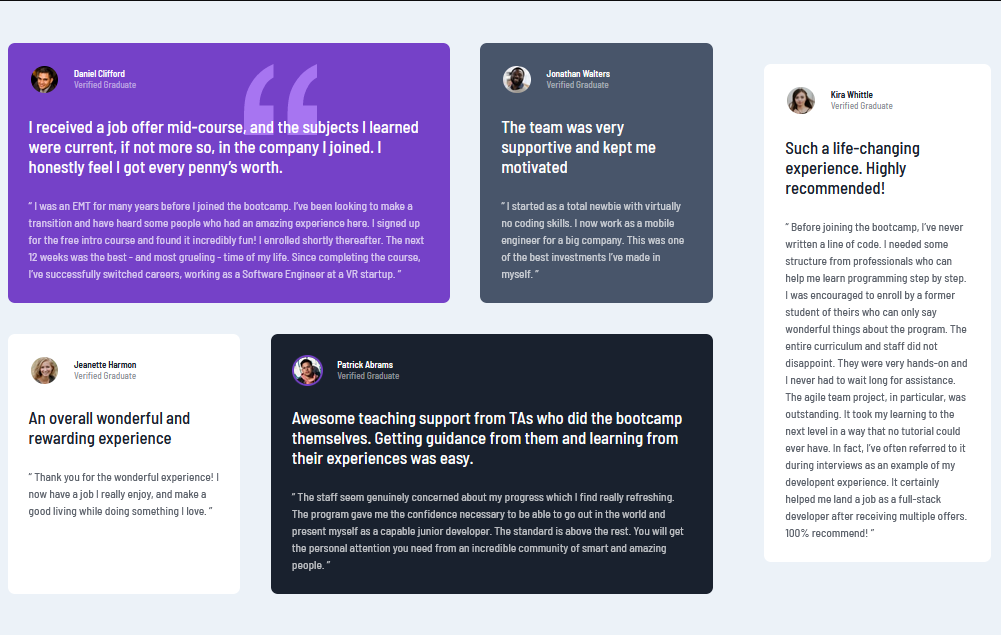 Daniel Clifford
Verified Graduate
I received a job offer mid-course, and the subjects I learned
were current, if not more so, in the company I joined. I
honestly feel I got every penny’s worth.
“ I was an EMT for many years before I joined the bootcamp. I’ve been looking to make a
transition and have heard some people who had an amazing experience here. I signed up
for the free intro course and found it incredibly fun! I enrolled shortly thereafter. The next
12 weeks was the best - and most grueling - time of my life. Since completing the course,
I’ve successfully switched careers, working as a Software Engineer at a VR startup. ”
Jonathan Walters
Verified Graduate
The team was very
supportive and kept me
motivated
“ I started as a total newbie with virtually
no coding skills. I now work as a mobile
engineer for a big company. This was one
of the best investments I’ve made in
myself. ”
Kira Whittle
Verified Graduate
Such a life-changing
experience. Highly
recommended!
“ Before joining the bootcamp, I’ve never
written a line of code. I needed some
structure from professionals who can
help me learn programming step by step.
I was encouraged to enroll by a former
student of theirs who can only say
wonderful things about the program. The
entire curriculum and staff did not
disappoint. They were very hands-on and
I never had to wait long for assistance.
The agile team project, in particular, was
outstanding. It took my learning to the
next level in a way that no tutorial could
ever have. In fact, I’ve often referred to it
during interviews as an example of my
developent experience. It certainly
helped me land a job as a full-stack
developer after receiving multiple offers.
100% recommend! ”
Jeanette Harmon
Verified Graduate
An overall wonderful and
rewarding experience
“ Thank you for the wonderful experience! I
now have a job I really enjoy, and make a
good living while doing something I love. ”
Patrick Abrams
Verified Graduate
Awesome teaching support from TAs who did the bootcamp
themselves. Getting guidance from them and learning from
their experiences was easy.
“ The staff seem genuinely concerned about my progress which I find really refreshing.
The program gave me the confidence necessary to be able to go out in the world and
present myself as a capable junior developer. The standard is above the rest. You will get
the personal attention you need from an incredible community of smart and amazing
people. ”